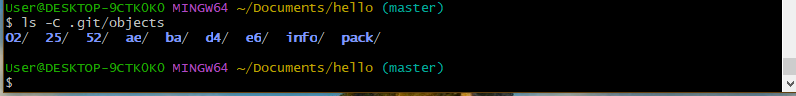 User@DESKTOP-9CTK0K0 MINGW64 ~/Documents/hello (master)
$ ls -C .git/objects
02/  25/  52/  ae/  ba/  d4/  e6/  info/  pack/
User@DESKTOP-9CTK0K0 MINGW64 ~/Documents/hello (master)
$